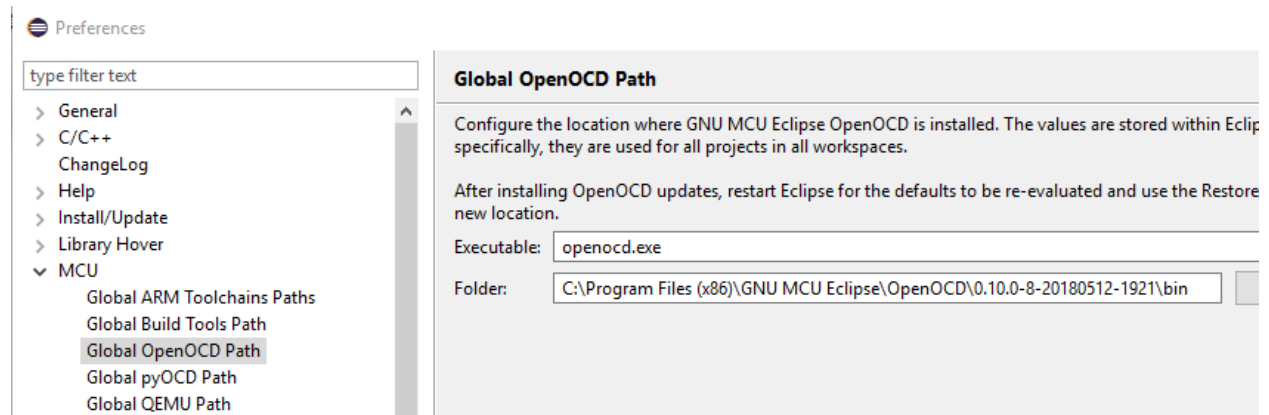 Preferences
type filter text
General
C/C++
ChangeLog
Help
Install/Update
Library Hover
MCU
Global ARM Toolchains Paths
Global Build Tools Path
Global OpenOCD Path
Global pyOCD Path
Global QEMU Path
Global OpenOCD Path
Configure the location where GNU MCU Eclipse OpenOCD is installed. The values are stored within Eclip
specifically, they are used for all projects in all workspaces.
After installing OpenOCD updates, restart Eclipse for the defaults to be re-evaluated and use the Restore
new location.
Executable: openocd.exe
Folder: C:\Program Files (x86)\GNU MCU Eclipse\OpenOCD\0.10.0-8-20180512-1921\bin